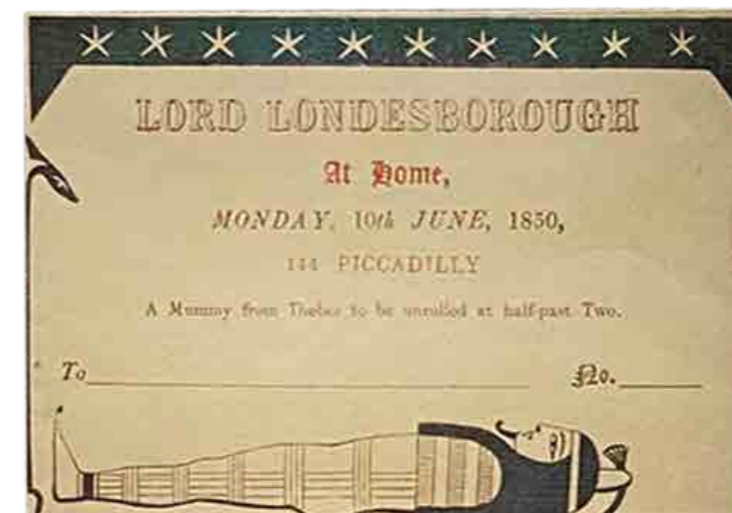 LORD LONDESBOROUGH
At Home,
MONDAY, 10th JUNE, 1850,
144 PICCADILLY
A Mummy from Thebes to be unrolled at half-past Two.
To
No.